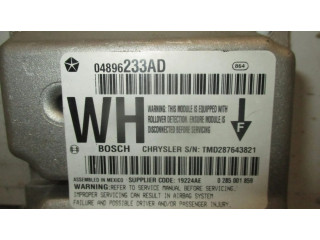 04896233AD
864
WH
WARNING: THIS MODULE IS EQUIPPED WITH
ROLLOVER DETECTION. ENSURE MODULE IS
DISCONNECTED BEFORE SERVICING
F
BOSCH CHRYSLER S/N: TMD287643821
ASSEMBLED IN MEXICO SUPPLIER CODE: 19224AE 0 285 001 959
WARNING: REFER TO SERVICE MANUAL BEFORE SERVICING.
IMPROPER SERVICING CAN RESULT IN AIRBAG SYSTEM
FAILURE AND POSSIBLE DRIVER AND/OR PASSENGER INJURY